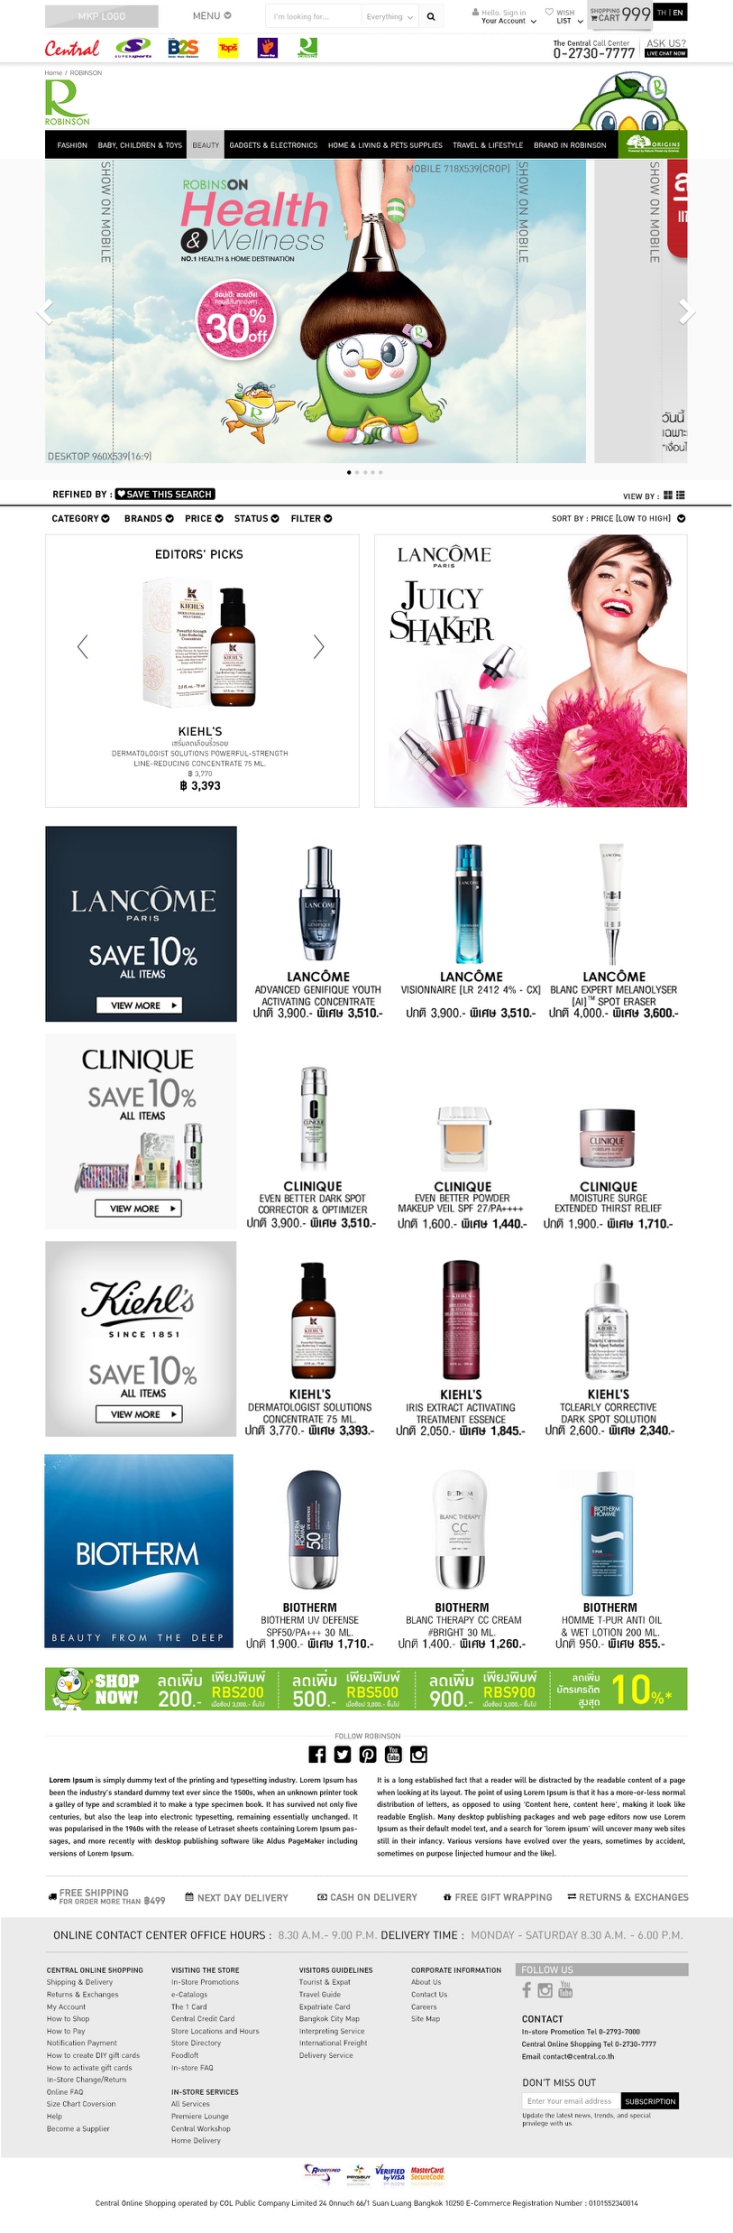 MKP LOGO
MENU
I'm looking for...
Everything
Hello. Sign in
Your Account
WISH
LIST
SHOPPING
CART 999
TH | EN
Central
SUPERSports
B2S
Tops
The Central Call Center
0-2730-7777
ASK US?
LIVE CHAT NOW
Home / ROBINSON
R
ROBINSON
FASHION
BABY, CHILDREN & TOYS
BEAUTY
GADGETS & ELECTRONICS
HOME & LIVING & PETS SUPPLIES
TRAVEL & LIFESTYLE
BRAND IN ROBINSON
ORIGINS
SHOW ON MOBILE
MOBILE 718X539(CROP)
SHOW ON MOBILE
SHOW ON MOBILE
ROBINSON
Health
& Wellness
NO.1 HEALTH & HOME DESTINATION
30% off
วันนี้
เฉพาะ
*เงื่อนไ
DESKTOP 960X539(16:9)
REFINED BY :
SAVE THIS SEARCH
VIEW BY :
CATEGORY
BRANDS
PRICE
STATUS
FILTER
SORT BY : PRICE [LOW TO HIGH]
EDITORS' PICKS
KIEHL'S
เซรั่มลดเลือนริ้วรอย
DERMATOLOGIST SOLUTIONS POWERFUL-STRENGTH
LINE-REDUCING CONCENTRATE 75 ML.
฿ 3,770
฿ 3,393
LANCÔME
PARIS
JUICY
SHAKER
LANCÔME
PARIS
SAVE 10%
ALL ITEMS
VIEW MORE
LANCÔME
ADVANCED GENIFIQUE YOUTH
ACTIVATING CONCENTRATE
ปกติ 3,900.- พิเศษ 3,510.-
LANCÔME
VISIONNAIRE [LR 2412 4% - CX]
ปกติ 3,900.- พิเศษ 3,510.-
LANCÔME
BLANC EXPERT MELANOLYSER
[AI]™ SPOT ERASER
ปกติ 4,000.- พิเศษ 3,600.-
CLINIQUE
SAVE 10%
ALL ITEMS
VIEW MORE
CLINIQUE
EVEN BETTER DARK SPOT
CORRECTOR & OPTIMIZER
ปกติ 3,900.- พิเศษ 3,510.-
CLINIQUE
EVEN BETTER POWDER
MAKEUP VEIL SPF 27/PA++++
ปกติ 1,600.- พิเศษ 1,440.-
CLINIQUE
MOISTURE SURGE
EXTENDED THIRST RELIEF
ปกติ 1,900.- พิเศษ 1,710.-
Kiehl's
SINCE 1851
SAVE 10%
ALL ITEMS
VIEW MORE
KIEHL'S
DERMATOLOGIST SOLUTIONS
CONCENTRATE 75 ML.
ปกติ 3,770.- พิเศษ 3,393.-
KIEHL'S
IRIS EXTRACT ACTIVATING
TREATMENT ESSENCE
ปกติ 2,050.- พิเศษ 1,845.-
KIEHL'S
TCLEARLY CORRECTIVE
DARK SPOT SOLUTION
ปกติ 2,600.- พิเศษ 2,340.-
BIOTHERM
BEAUTY FROM THE DEEP
BIOTHERM
BIOTHERM UV DEFENSE
SPF50/PA+++ 30 ML.
ปกติ 1,900.- พิเศษ 1,710.-
BIOTHERM
BLANC THERAPY CC CREAM
#BRIGHT 30 ML.
ปกติ 1,400.- พิเศษ 1,260.-
BIOTHERM
HOMME T-PUR ANTI OIL
& WET LOTION 200 ML.
ปกติ 950.- พิเศษ 855.-
SHOP
NOW!
ลดเพิ่ม 200.-
เพียงพิมพ์ RBS200
เมื่อช้อป 3,000.- ขึ้นไป
ลดเพิ่ม 500.-
เพียงพิมพ์ RBS500
ลดเพิ่ม 900.-
เพียงพิมพ์ RBS900
ลดเพิ่ม
บัตรเครดิต
สูงสุด
10%*
FOLLOW ROBINSON
Lorem Ipsum is simply dummy text of the printing and typesetting industry. Lorem Ipsum has
been the industry's standard dummy text ever since the 1500s, when an unknown printer took
a galley of type and scrambled it to make a type specimen book. It has survived not only five
centuries, but also the leap into electronic typesetting, remaining essentially unchanged. It
was popularised in the 1960s with the release of Letraset sheets containing Lorem Ipsum pas-
sages, and more recently with desktop publishing software like Aldus PageMaker including
versions of Lorem Ipsum.
It is a long established fact that a reader will be distracted by the readable content of a page
when looking at its layout. The point of using Lorem Ipsum is that it has a more-or-less normal
distribution of letters, as opposed to using 'Content here, content here', making it look like
readable English. Many desktop publishing packages and web page editors now use Lorem
Ipsum as their default model text, and a search for 'lorem ipsum' will uncover many web sites
still in their infancy. Various versions have evolved over the years, sometimes by accident,
sometimes on purpose (injected humour and the like).
FREE SHIPPING
FOR ORDER MORE THAN ฿499
NEXT DAY DELIVERY
CASH ON DELIVERY
FREE GIFT WRAPPING
RETURNS & EXCHANGES
ONLINE CONTACT CENTER OFFICE HOURS : 8.30 A.M.- 9.00 P.M. DELIVERY TIME : MONDAY - SATURDAY 8.30 A.M. - 6.00 P.M.
CENTRAL ONLINE SHOPPING
Shipping & Delivery
Returns & Exchanges
My Account
How to Shop
How to Pay
Notification Payment
How to create DIY gift cards
How to activate gift cards
In-Store Change/Return
Online FAQ
Size Chart Coversion
Help
Become a Supplier
VISITING THE STORE
In-Store Promotions
e-Catalogs
The 1 Card
Central Credit Card
Store Locations and Hours
Store Directory
Foodloft
In-store FAQ
IN-STORE SERVICES
All Services
Premiere Lounge
Central Workshop
Home Delivery
VISITORS GUIDELINES
Tourist & Expat
Travel Guide
Expatriate Card
Bangkok City Map
Interpreting Service
International Freight
Delivery Service
CORPORATE INFORMATION
About Us
Contact Us
Careers
Site Map
FOLLOW US
CONTACT
In-store Promotion Tel 0-2793-7000
Central Online Shopping Tel 0-2730-7777
Email contact@central.co.th
DON'T MISS OUT
Enter Your email address
SUBSCRIPTION
Update the latest news, trends, and special
privilege with us.
Registered
VERIFIED
by VISA
MasterCard.
SecureCode.
Central Online Shopping operated by COL Public Company Limited 24 Onnuch 66/1 Suan Luang Bangkok 10250 E-Commerce Registration Number : 0101552340014